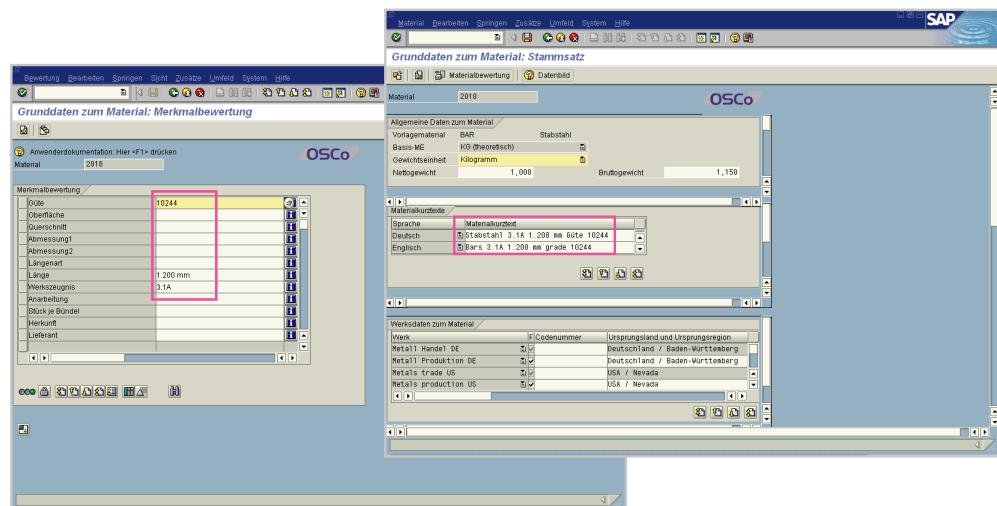 Bewertung Bearbeiten Springen Sicht Zusätze Umfeld System Hilfe
Grunddaten zum Material: Merkmalbewertung
Anwenderdokumentation: Hier <F1> drücken
OSCo
Material 2818
Merkmalbewertung
Güte 10244
Oberfläche
Querschnitt
Abmessung1
Abmessung2
Längenart
Länge 1.200 mm
Werkszeugnis 3.1A
Anarbeitung
Stück je Bündel
Herkunft
Lieferant
Material Bearbeiten Springen Zusätze Umfeld System Hilfe
SAP
Grunddaten zum Material: Stammsatz
Materialbewertung Datenbild
Material 2818
OSCo
Allgemeine Daten zum Material
Vorlagematerial BAR Stabstahl
Basis-ME KG (theoretisch)
Gewichtseinheit Kilogramm
Nettogewicht 1,000 Bruttogewicht 1,150
Materialkurztexte
Sprache Materialkurztext
Deutsch Stabstahl 3.1A 1.200 mm Güte 10244
Englisch Bars 3.1A 1.200 mm grade 10244
Werksdaten zum Material
Werk F Codenummer Ursprungsland und Ursprungsregion
Metall Handel DE Deutschland / Baden-Württemberg
Metall Produktion DE Deutschland / Baden-Württemberg
Metals trade US USA / Nevada
Metals production US USA / Nevada